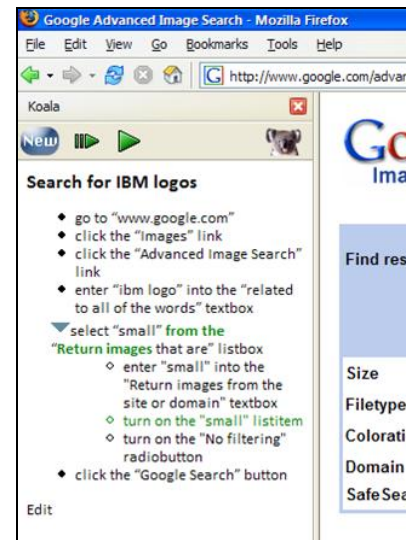 Google Advanced Image Search - Mozilla Firefox
File Edit View Go Bookmarks Tools Help
G http://www.google.com/advan
Koala
New
Search for IBM logos
go to “www.google.com”
click the “Images” link
click the “Advanced Image Search”
link
enter “ibm logo” into the “related
to all of the words” textbox
select “small” from the
“Return images that are” listbox
enter "small" into the
"Return images from the
site or domain" textbox
turn on the "small" listitem
turn on the "No filtering"
radiobutton
click the “Google Search” button
Edit
Go
Ima
Find res
Size
Filetype
Colorati
Domain
SafeSea